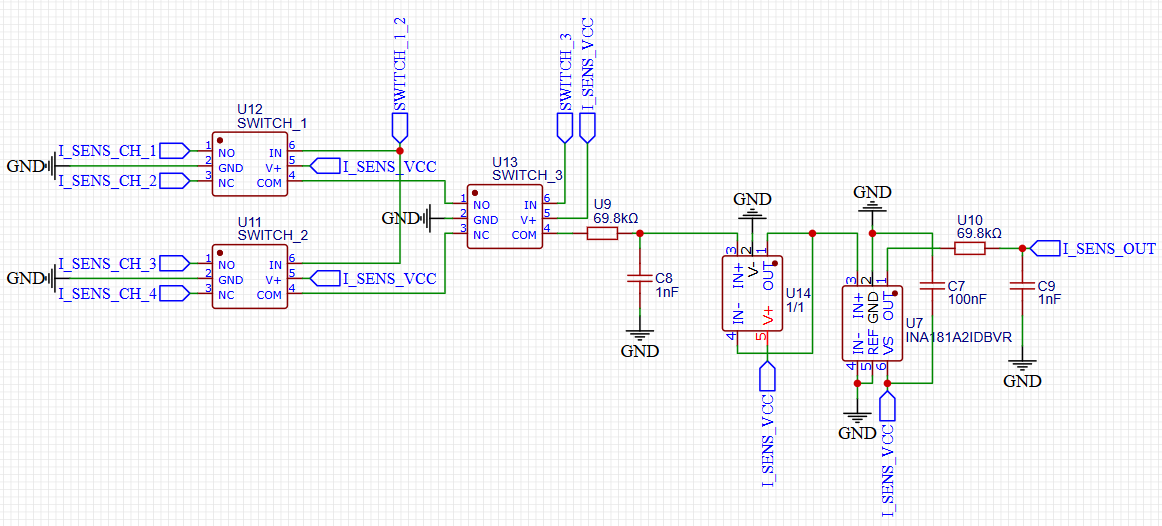 SWITCH_1_2
SWITCH_3
I_SENS_VCC
U12
SWITCH_1
I_SENS_CH_1
GND
I_SENS_CH_2
1 NO IN 6
2 GND V+ 5
3 NC COM 4
I_SENS_VCC
U11
SWITCH_2
I_SENS_CH_3
GND
I_SENS_CH_4
1 NO IN 6
2 GND V+ 5
3 NC COM 4
I_SENS_VCC
U13
SWITCH_3
GND
1 NO IN 6
2 GND V+ 5
3 NC COM 4
U9
69.8kΩ
C8
1nF
GND
GND
3 2 1
IN+ V- OUT
IN- V+
4 5
U14
1/1
I_SENS_VCC
GND
3 2 1
IN+ GND OUT
IN- REF VS
4 5 6
U7
INA181A2IDBVR
GND
I_SENS_VCC
C7
100nF
U10
69.8kΩ
I_SENS_OUT
C9
1nF
GND